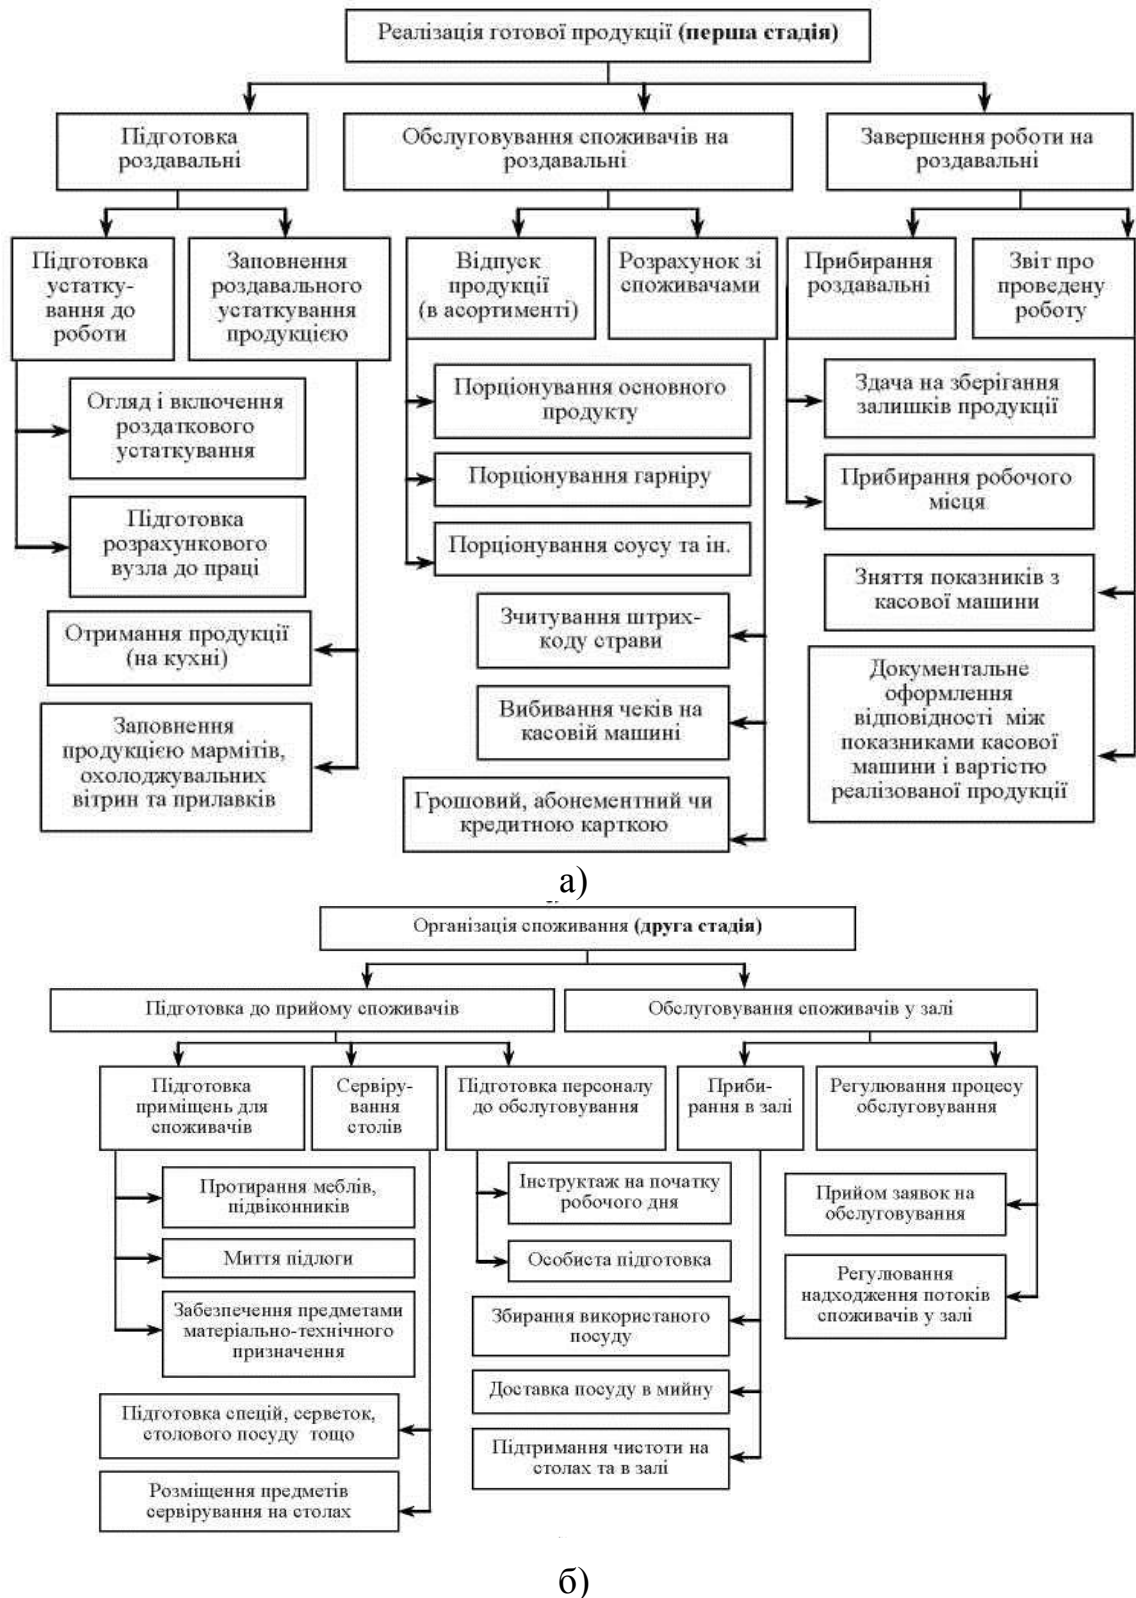 Реалізація готової продукції (перша стадія)
Підготовка
роздавальні
Обслуговування споживачів на
роздавальні
Завершення роботи на
роздавальні
Підготовка
устатку-
вання до
роботи
Заповнення
роздавального
устаткування
продукцією
Відпуск
продукції
(в асортименті)
Розрахунок зі
споживачами
Прибирання
роздавальні
Звіт про
проведену
роботу
Огляд і включення
роздаткового
устаткування
Підготовка
розрахункового
вузла до праці
Отримання продукції
(на кухні)
Заповнення
продукцією мармітів,
охолоджувальних
вітрин та прилавків
Порціонування основного
продукту
Порціонування гарніру
Порціонування соусу та ін.
Зчитування штрих-
коду страви
Вибивання чеків на
касовій машині
Грошовий, абонементний чи
кредитною карткою
Здача на зберігання
залишків продукції
Прибирання робочого
місця
Зняття показників з
касової машини
Документальне
оформлення
відповідності між
показниками касової
машини і вартістю
реалізованої продукції
а)
Організація споживання (друга стадія)
Підготовка до прийому споживачів
Обслуговування споживачів у залі
Підготовка
приміщень для
споживачів
Сервіру-
вання
столів
Підготовка персоналу
до обслуговування
Приби-
рання в залі
Регулювання процесу
обслуговування
Протирання меблів,
підвіконників
Миття підлоги
Забезпечення предметами
матеріально-технічного
призначення
Підготовка спецій, серветок,
столового посуду тощо
Розміщення предметів
сервірування на столах
Інструктаж на початку
робочого дня
Особиста підготовка
Збирання використаного
посуду
Доставка посуду в мийну
Підтримання чистоти на
столах та в залі
Прийом заявок на
обслуговування
Регулювання
надходження потоків
споживачів у залі
б)